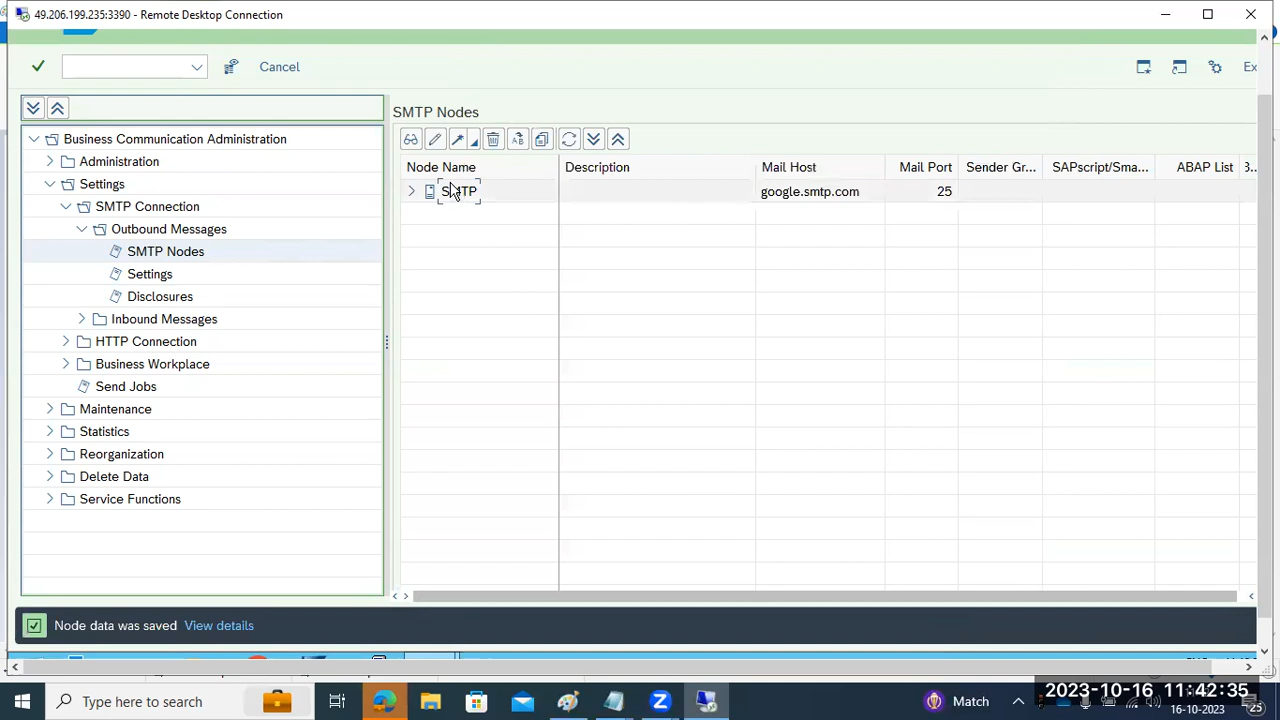 49.206.199.235:3390 - Remote Desktop Connection
Cancel
Ex
SMTP Nodes
Business Communication Administration
Administration
Settings
SMTP Connection
Outbound Messages
SMTP Nodes
Settings
Disclosures
Inbound Messages
HTTP Connection
Business Workplace
Send Jobs
Maintenance
Statistics
Reorganization
Delete Data
Service Functions
Node Name Description Mail Host Mail Port Sender Gr... SAPscript/Sma... ABAP List B...
SMTP google.smtp.com 25
Node data was saved View details
Type here to search
Match
2023-10-16 11:42:35
16-10-2023
25